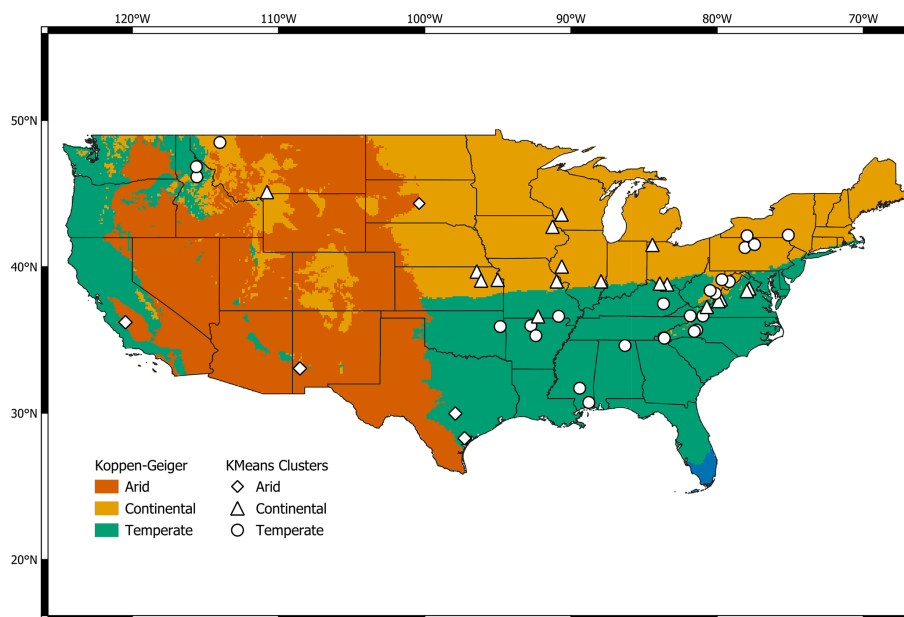 120°W 110°W 100°W 90°W 80°W 70°W
50°N
40°N
30°N
20°N
Koppen-Geiger KMeans Clusters
Arid Arid
Continental Continental
Temperate Temperate